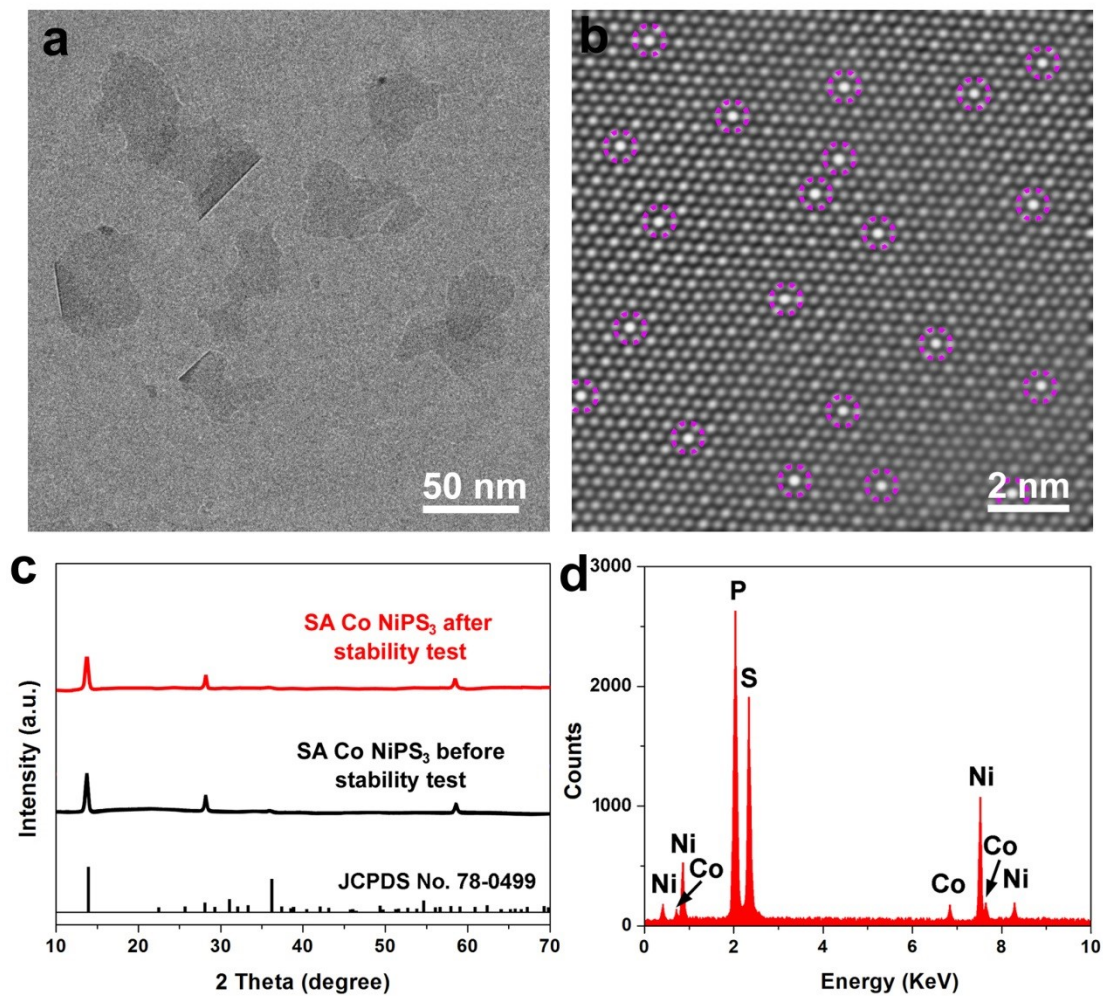 a
50 nm
b
2 nm
c
SA Co NiPS₃ after
stability test
SA Co NiPS₃ before
stability test
JCPDS No. 78-0499
Intensity (a.u.)
10 20 30 40 50 60 70
2 Theta (degree)
d
3000
2000
1000
0
Counts
P
S
Ni
Co
Ni
Co
Ni
Co
Ni
0 2 4 6 8 10
Energy (KeV)